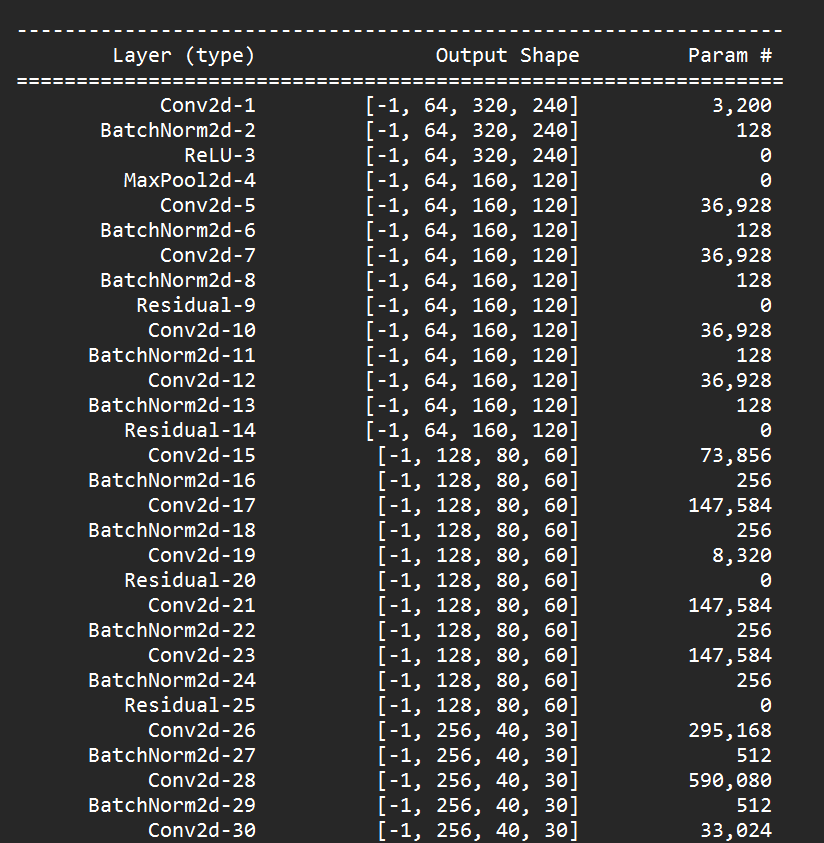 ----------------------------------------------------------------
Layer (type) Output Shape Param #
================================================================
Conv2d-1 [-1, 64, 320, 240] 3,200
BatchNorm2d-2 [-1, 64, 320, 240] 128
ReLU-3 [-1, 64, 320, 240] 0
MaxPool2d-4 [-1, 64, 160, 120] 0
Conv2d-5 [-1, 64, 160, 120] 36,928
BatchNorm2d-6 [-1, 64, 160, 120] 128
Conv2d-7 [-1, 64, 160, 120] 36,928
BatchNorm2d-8 [-1, 64, 160, 120] 128
Residual-9 [-1, 64, 160, 120] 0
Conv2d-10 [-1, 64, 160, 120] 36,928
BatchNorm2d-11 [-1, 64, 160, 120] 128
Conv2d-12 [-1, 64, 160, 120] 36,928
BatchNorm2d-13 [-1, 64, 160, 120] 128
Residual-14 [-1, 64, 160, 120] 0
Conv2d-15 [-1, 128, 80, 60] 73,856
BatchNorm2d-16 [-1, 128, 80, 60] 256
Conv2d-17 [-1, 128, 80, 60] 147,584
BatchNorm2d-18 [-1, 128, 80, 60] 256
Conv2d-19 [-1, 128, 80, 60] 8,320
Residual-20 [-1, 128, 80, 60] 0
Conv2d-21 [-1, 128, 80, 60] 147,584
BatchNorm2d-22 [-1, 128, 80, 60] 256
Conv2d-23 [-1, 128, 80, 60] 147,584
BatchNorm2d-24 [-1, 128, 80, 60] 256
Residual-25 [-1, 128, 80, 60] 0
Conv2d-26 [-1, 256, 40, 30] 295,168
BatchNorm2d-27 [-1, 256, 40, 30] 512
Conv2d-28 [-1, 256, 40, 30] 590,080
BatchNorm2d-29 [-1, 256, 40, 30] 512
Conv2d-30 [-1, 256, 40, 30] 33,024